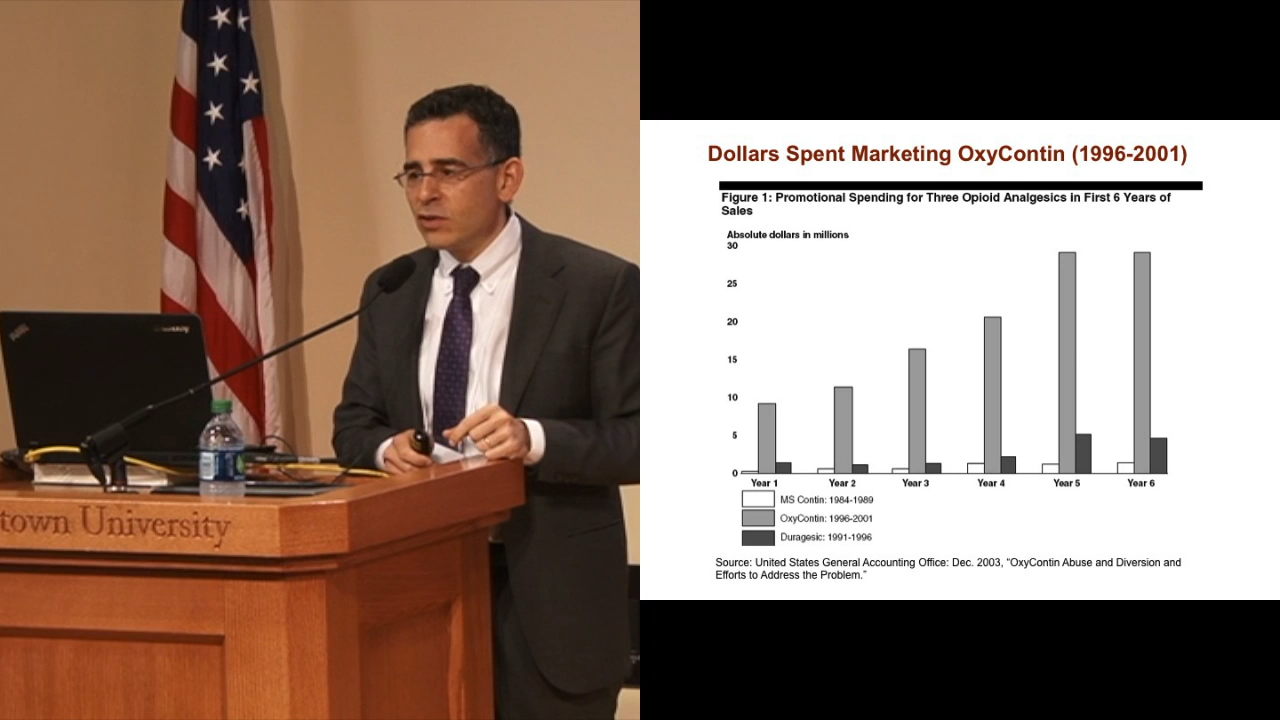 town University
Dollars Spent Marketing OxyContin (1996-2001)
Figure 1: Promotional Spending for Three Opioid Analgesics in First 6 Years of
Sales
Absolute dollars in millions
30
25
20
15
10
5
0
Year 1 Year 2 Year 3 Year 4 Year 5 Year 6
MS Contin: 1984-1989
OxyContin: 1996-2001
Duragesic: 1991-1996
Source: United States General Accounting Office: Dec. 2003, “OxyContin Abuse and Diversion and
Efforts to Address the Problem.”